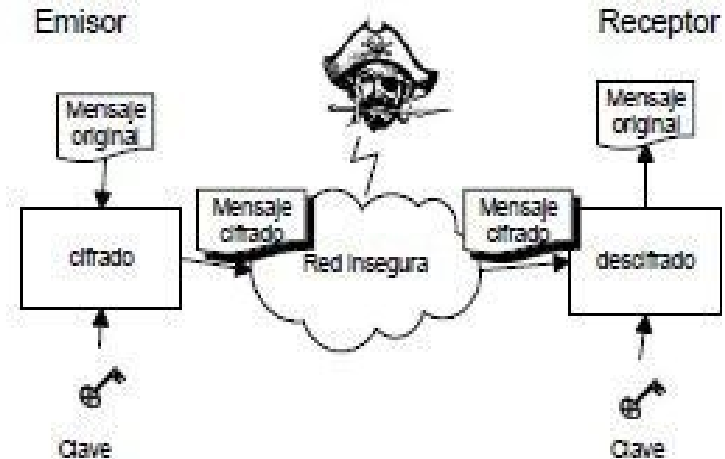 Emisor
Receptor
Mensaje
original
Mensaje
original
Mensaje
cifrado
Mensaje
cifrado
cifrado
Red Insegura
descifrado
Clave
Clave